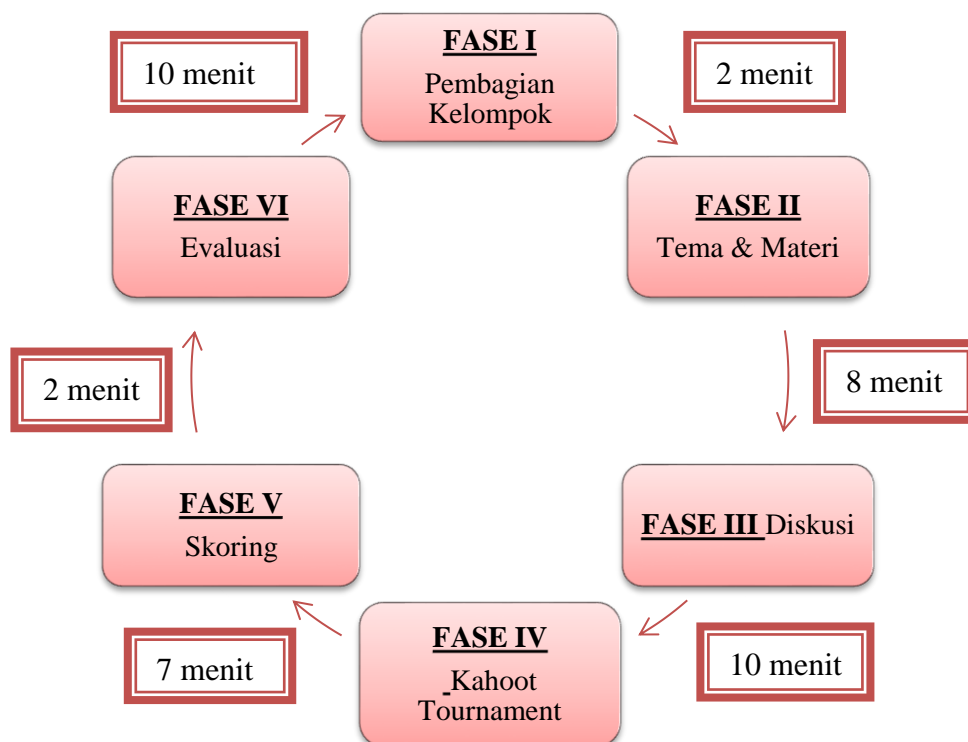 FASE I
Pembagian
Kelompok
2 menit
FASE II
Tema & Materi
8 menit
FASE III Diskusi
10 menit
FASE IV
Kahoot
Tournament
7 menit
FASE V
Skoring
2 menit
FASE VI
Evaluasi
10 menit